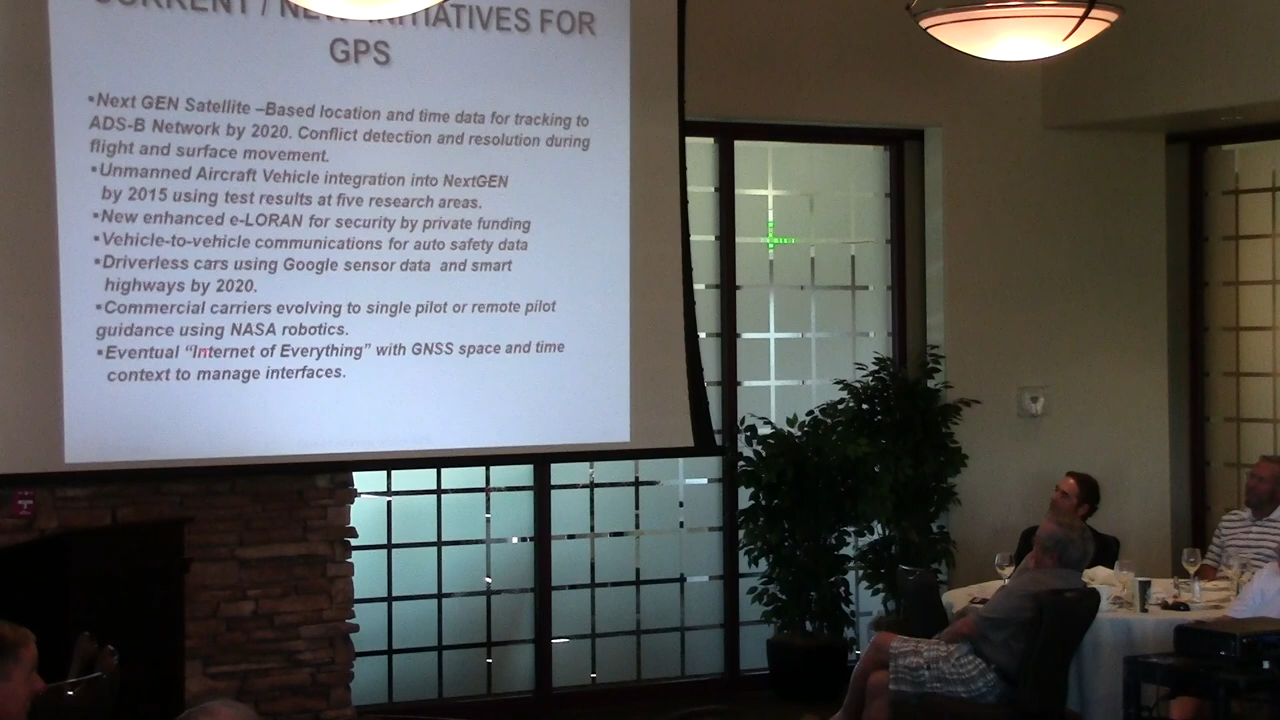 CURRENT / NEW INITIATIVES FOR
GPS
▪Next GEN Satellite –Based location and time data for tracking to
ADS-B Network by 2020. Conflict detection and resolution during
flight and surface movement.
▪Unmanned Aircraft Vehicle integration into NextGEN
by 2015 using test results at five research areas.
▪New enhanced e-LORAN for security by private funding
▪Vehicle-to-vehicle communications for auto safety data
▪Driverless cars using Google sensor data and smart
highways by 2020.
▪Commercial carriers evolving to single pilot or remote pilot
guidance using NASA robotics.
▪Eventual “Internet of Everything” with GNSS space and time
context to manage interfaces.